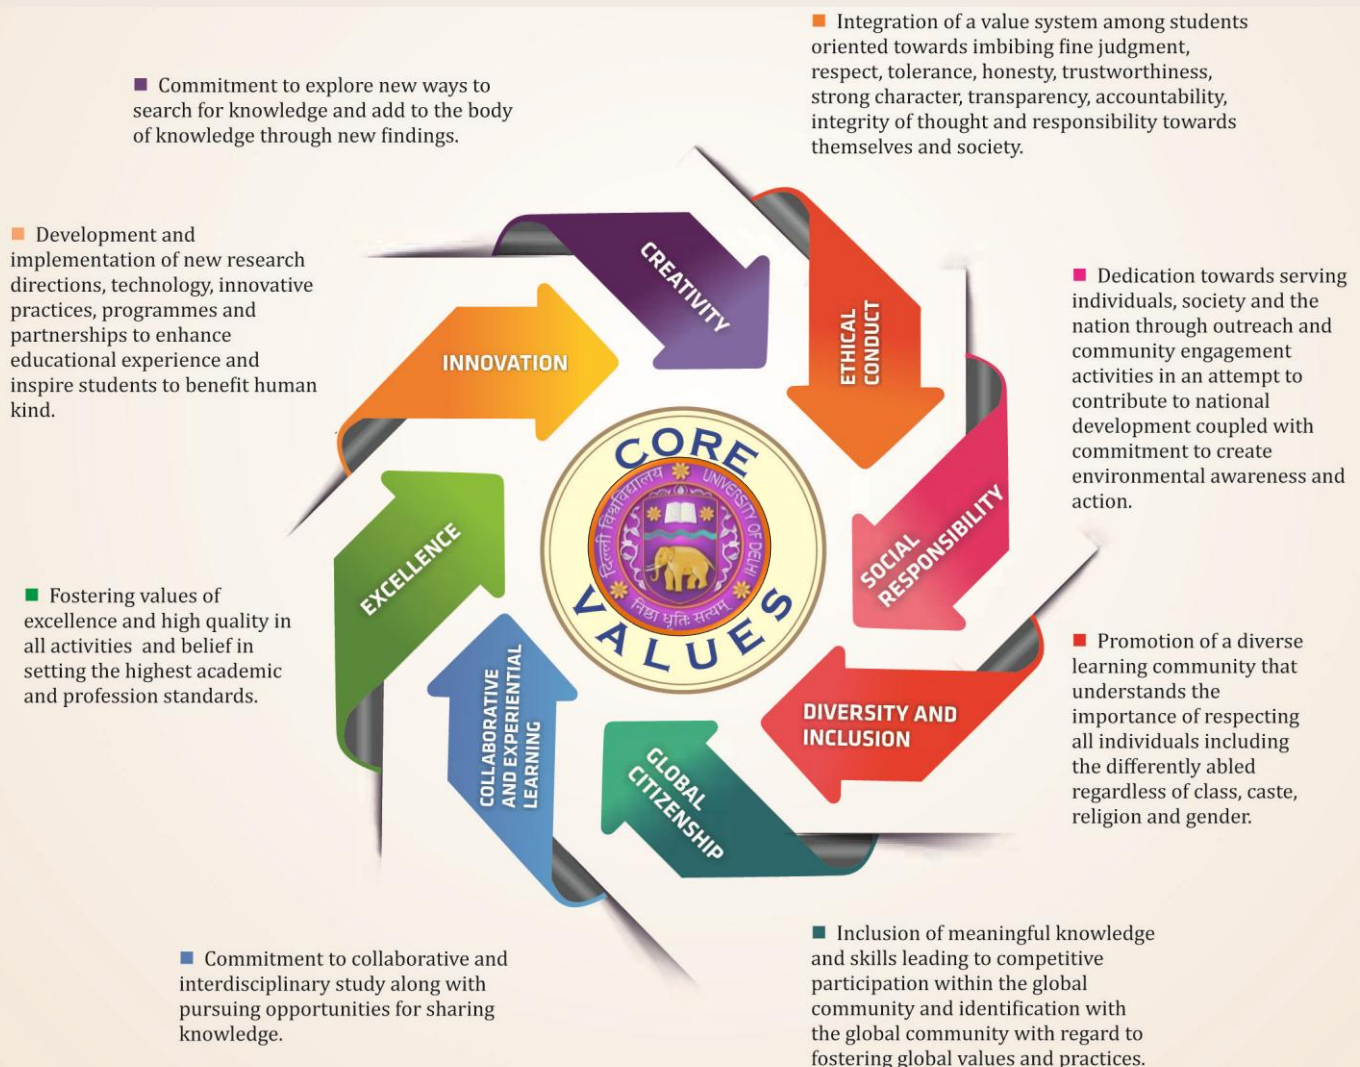 ■ Commitment to explore new ways to
search for knowledge and add to the body
of knowledge through new findings.
■ Integration of a value system among students
oriented towards imbibing fine judgment,
respect, tolerance, honesty, trustworthiness,
strong character, transparency, accountability,
integrity of thought and responsibility towards
themselves and society.
■ Development and
implementation of new research
directions, technology, innovative
practices, programmes and
partnerships to enhance
educational experience and
inspire students to benefit human
kind.
■ Dedication towards serving
individuals, society and the
nation through outreach and
community engagement
activities in an attempt to
contribute to national
development coupled with
commitment to create
environmental awareness and
action.
CREATIVITY
ETHICAL
CONDUCT
INNOVATION
SOCIAL
RESPONSIBILITY
EXCELLENCE
CORE
VALUES
दिल्ली विश्वविद्यालय
UNIVERSITY OF DELHI
निष्ठा धृतिः सत्यम्
DIVERSITY AND
INCLUSION
COLLABORATIVE
AND EXPERIENTIAL
LEARNING
GLOBAL
CITIZENSHIP
■ Fostering values of
excellence and high quality in
all activities and belief in
setting the highest academic
and profession standards.
■ Promotion of a diverse
learning community that
understands the
importance of respecting
all individuals including
the differently abled
regardless of class, caste,
religion and gender.
■ Commitment to collaborative and
interdisciplinary study along with
pursuing opportunities for sharing
knowledge.
■ Inclusion of meaningful knowledge
and skills leading to competitive
participation within the global
community and identification with
the global community with regard to
fostering global values and practices.